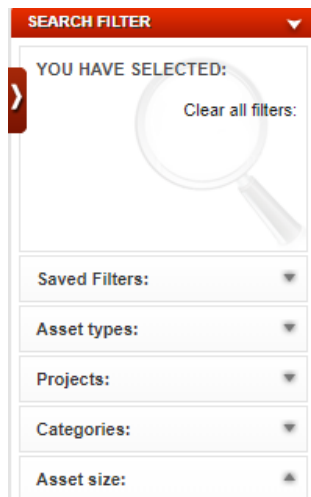 SEARCH FILTER
YOU HAVE SELECTED:
Clear all filters:
Saved Filters:
Asset types:
Projects:
Categories:
Asset size: